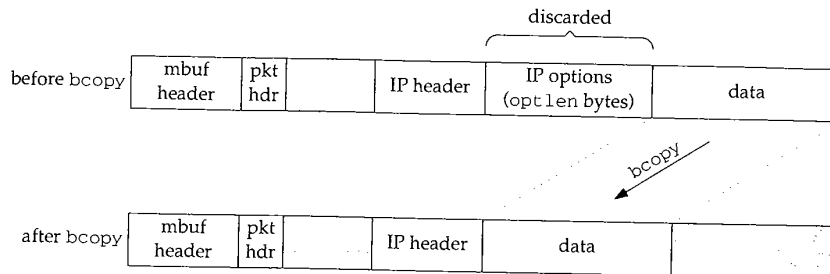 discarded
before bcopy
mbuf
header
pkt
hdr
IP header
IP options
(optlen bytes)
data
bcopy
after bcopy
mbuf
header
pkt
hdr
IP header
data